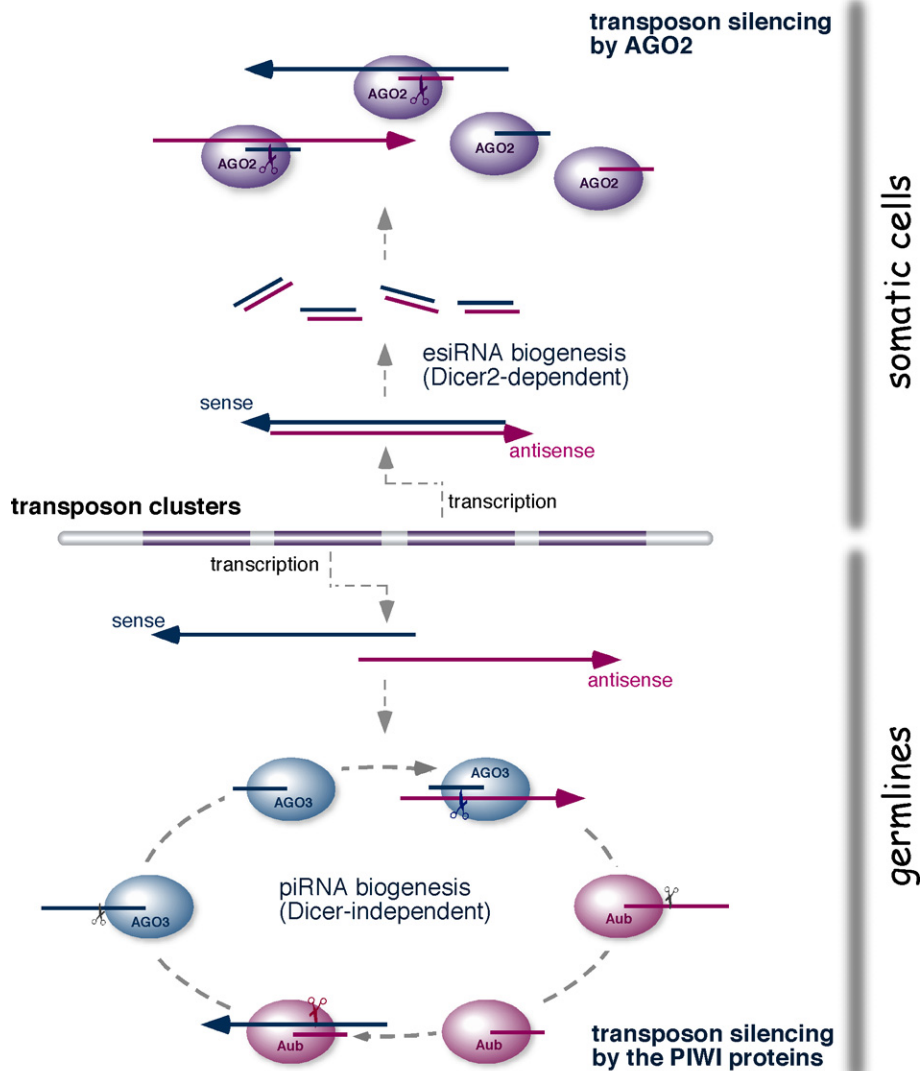 transposon silencing
by AGO2
AGO2
AGO2
AGO2
AGO2
somatic cells
esiRNA biogenesis
(Dicer2-dependent)
sense
antisense
transcription
transposon clusters
transcription
sense
antisense
germlines
AGO3
AGO3
piRNA biogenesis
(Dicer-independent)
AGO3
Aub
Aub
Aub
transposon silencing
by the PIWI proteins